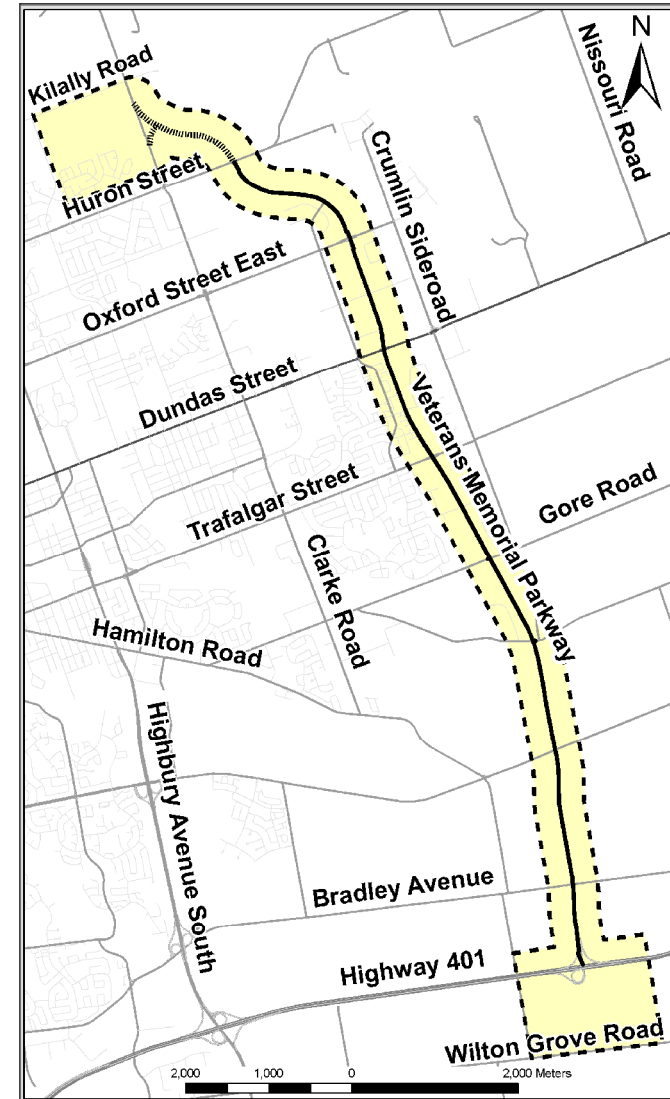 N
Kilally Road
Nissouri Road
Huron Street
Crumlin Sideroad
Oxford Street East
Dundas Street
Veterans Memorial Parkway
Trafalgar Street
Gore Road
Clarke Road
Hamilton Road
Highbury Avenue South
Bradley Avenue
Highway 401
Wilton Grove Road
2,000 1,000 0 2,000 Meters